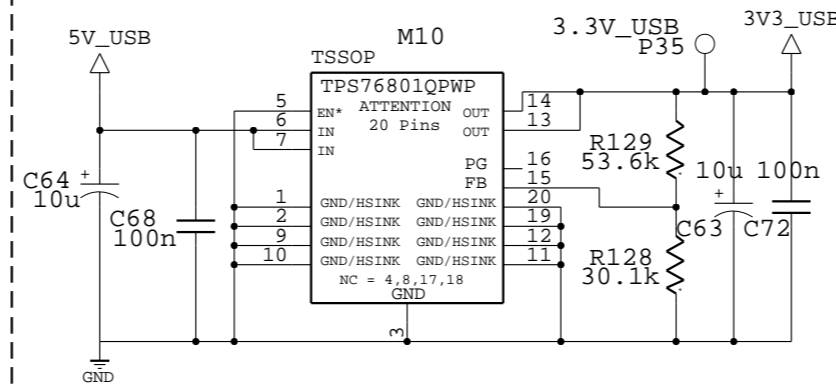 5V_USB
M10
3.3V_USB
P35
3V3_USB
TSSOP
TPS76801QPWP
ATTENTION
20 Pins
5
EN*
6
IN
7
IN
OUT
14
OUT
13
PG
16
FB
15
1
GND/HSINK
GND/HSINK
20
2
GND/HSINK
GND/HSINK
19
9
GND/HSINK
GND/HSINK
12
10
GND/HSINK
GND/HSINK
11
NC = 4,8,17,18
GND
3
C64
+
10u
C68
100n
R129
53.6k
R128
30.1k
10u
+
C63
100n
C72
GND